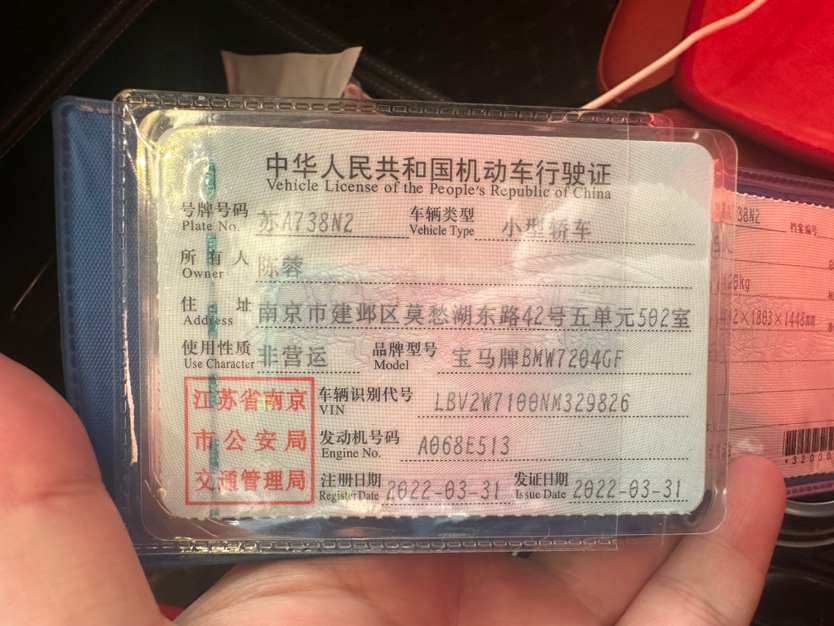 中华人民共和国机动车行驶证
Vehicle License of the People's Republic of China
号牌号码 苏A738N2 车辆类型 小型轿车
Plate No. Vehicle Type
所有人 陈蓉
Owner
住址 南京市建邺区莫愁湖东路42号五单元502室
Address
使用性质 非营运 品牌型号 宝马牌BMW7204GF
Use Character Model
江苏省南京
市公安局
交通管理局
车辆识别代号 LBV2W7100NM329826
VIN
发动机号码 A068E513
Engine No.
注册日期 2022-03-31 发证日期 2022-03-31
Register Date Issue Date
38N2 档案编号
20kg
2×1803×1448mm